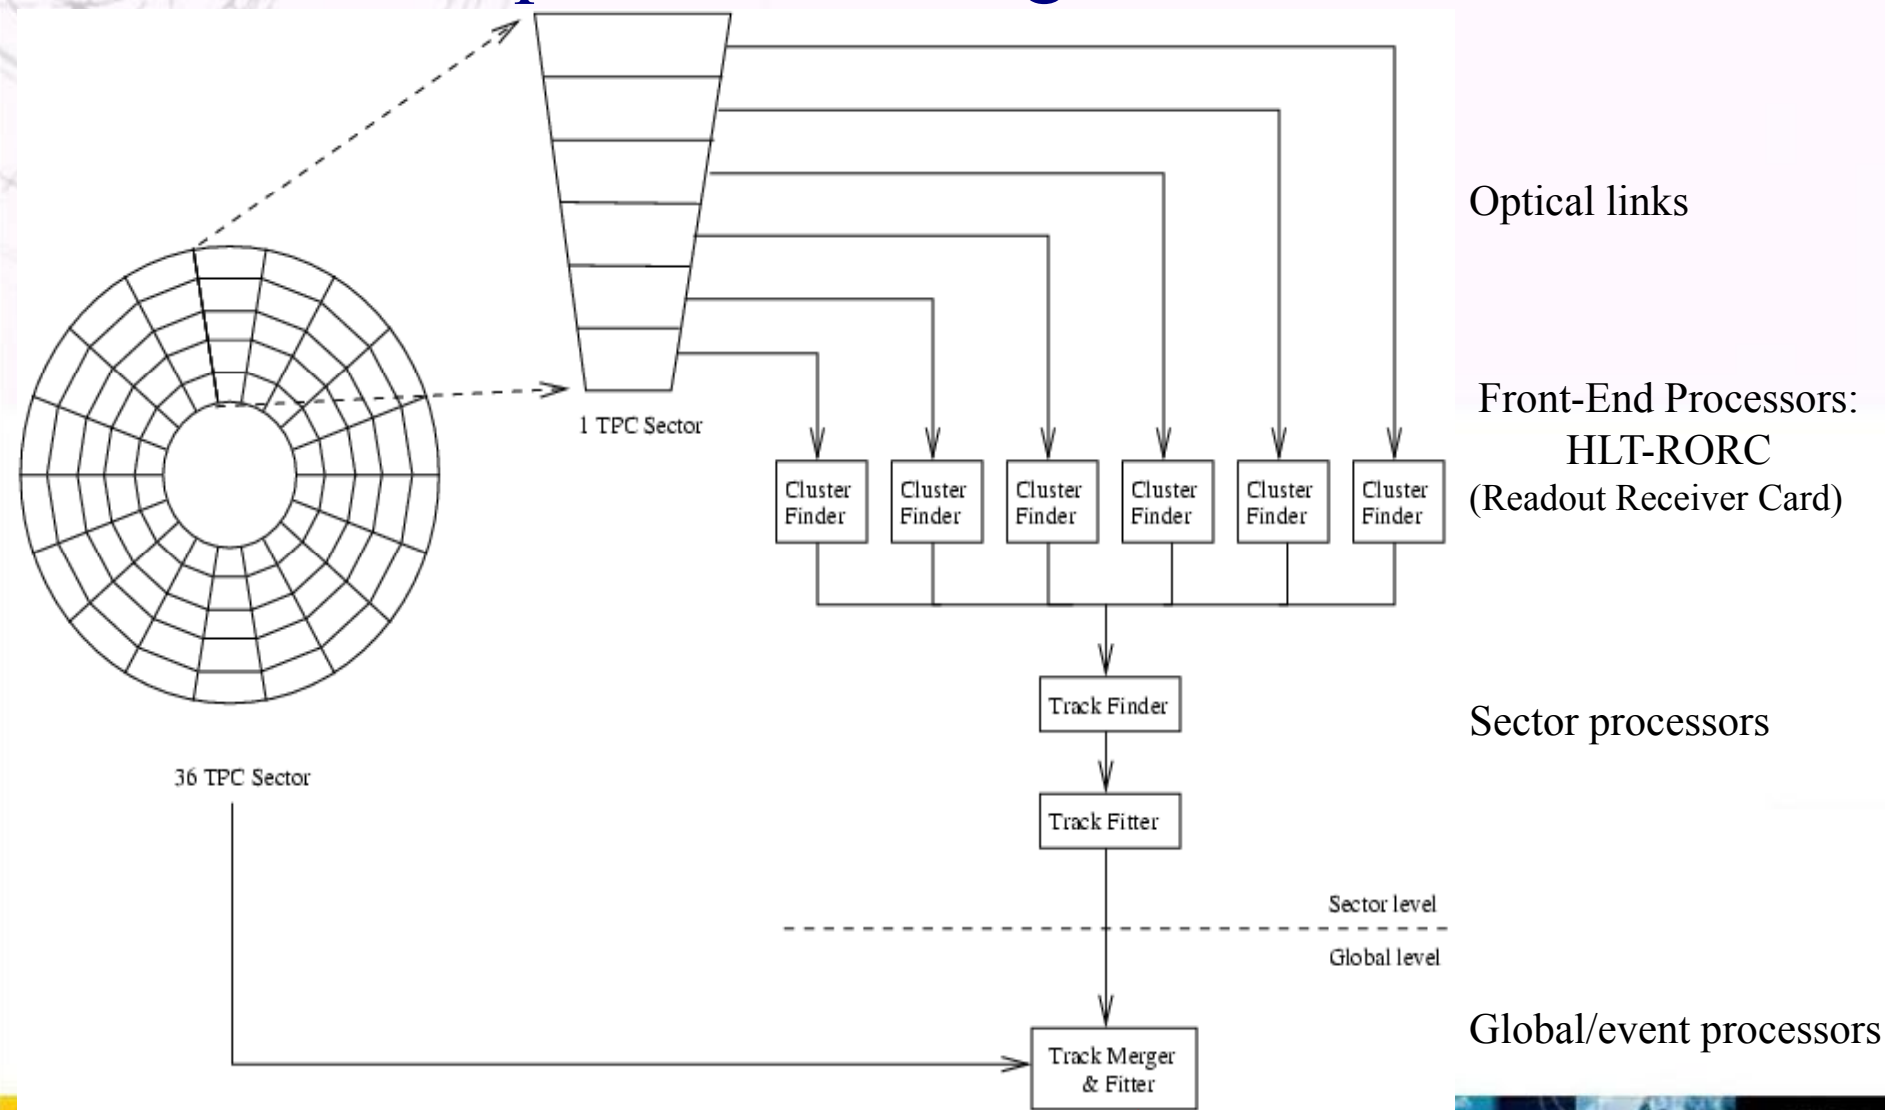 Optical links
1 TPC Sector
Front-End Processors:
HLT-RORC
(Readout Receiver Card)
Cluster
Finder
Cluster
Finder
Cluster
Finder
Cluster
Finder
Cluster
Finder
Cluster
Finder
Track Finder
Sector processors
36 TPC Sector
Track Fitter
Sector level
Global level
Global/event processors
Track Merger
& Fitter